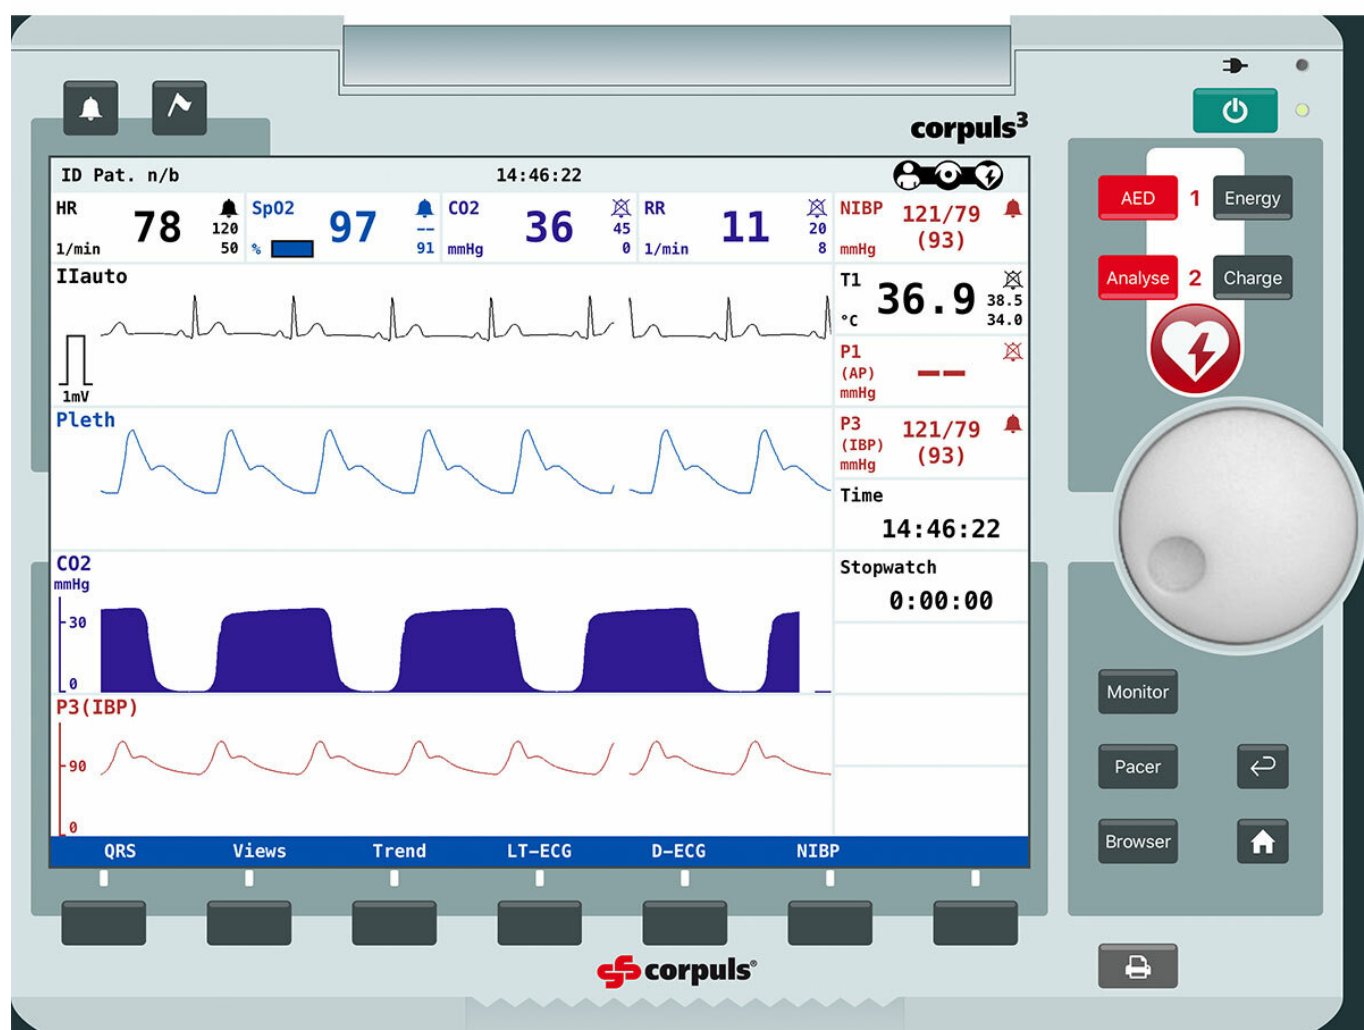 corpuls³
ID Pat. n/b 14:46:22
HR 78 120 50 1/min
SpO2 97 -- 91 %
CO2 36 45 0 mmHg
RR 11 20 8 1/min
NIBP 121/79 (93) mmHg
IIauto
1mV
T1 36.9 38.5 34.0 °C
P1 (AP) mmHg --
Pleth
P3 (IBP) mmHg 121/79 (93)
Time
14:46:22
CO2
mmHg
30
0
Stopwatch
0:00:00
P3(IBP)
90
0
QRS Views Trend LT-ECG D-ECG NIBP
AED 1 Energy
Analyse 2 Charge
Monitor
Pacer
Browser
corpuls®